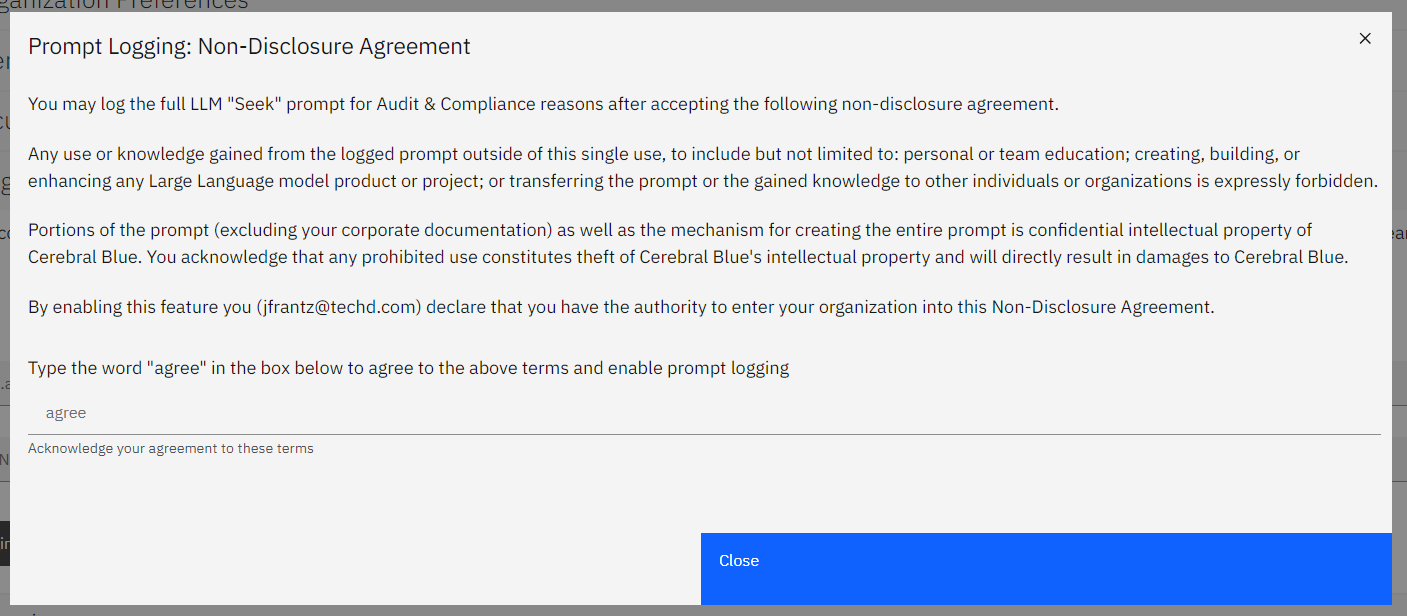 Organization Preferences
Prompt Logging: Non-Disclosure Agreement
You may log the full LLM "Seek" prompt for Audit & Compliance reasons after accepting the following non-disclosure agreement.
Any use or knowledge gained from the logged prompt outside of this single use, to include but not limited to: personal or team education; creating, building, or
enhancing any Large Language model product or project; or transferring the prompt or the gained knowledge to other individuals or organizations is expressly forbidden.
Portions of the prompt (excluding your corporate documentation) as well as the mechanism for creating the entire prompt is confidential intellectual property of
Cerebral Blue. You acknowledge that any prohibited use constitutes theft of Cerebral Blue's intellectual property and will directly result in damages to Cerebral Blue.
By enabling this feature you (jfrantz@techd.com) declare that you have the authority to enter your organization into this Non-Disclosure Agreement.
Type the word "agree" in the box below to agree to the above terms and enable prompt logging
agree
Acknowledge your agreement to these terms
Close